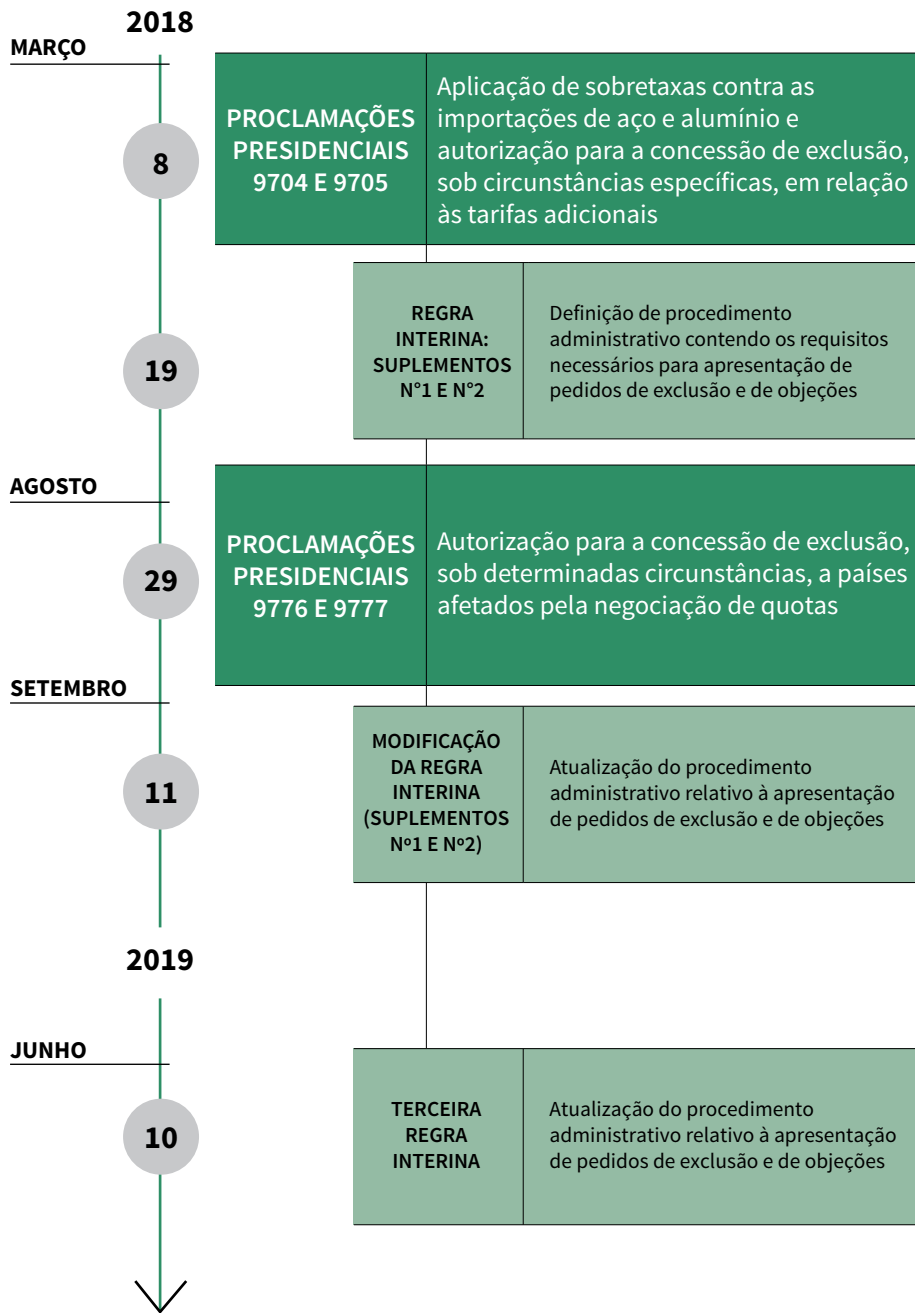 2018
MARÇO
8
PROCLAMAÇÕES
PRESIDENCIAIS
9704 E 9705
Aplicação de sobretaxas contra as
importações de aço e alumínio e
autorização para a concessão de exclusão,
sob circunstâncias específicas, em relação
às tarifas adicionais
19
REGRA
INTERINA:
SUPLEMENTOS
N°1 E N°2
Definição de procedimento
administrativo contendo os requisitos
necessários para apresentação de
pedidos de exclusão e de objeções
AGOSTO
29
PROCLAMAÇÕES
PRESIDENCIAIS
9776 E 9777
Autorização para a concessão de exclusão,
sob determinadas circunstâncias, a países
afetados pela negociação de quotas
SETEMBRO
11
MODIFICAÇÃO
DA REGRA
INTERINA
(SUPLEMENTOS
Nº1 E Nº2)
Atualização do procedimento
administrativo relativo à apresentação
de pedidos de exclusão e de objeções
2019
JUNHO
10
TERCEIRA
REGRA
INTERINA
Atualização do procedimento
administrativo relativo à apresentação
de pedidos de exclusão e de objeções